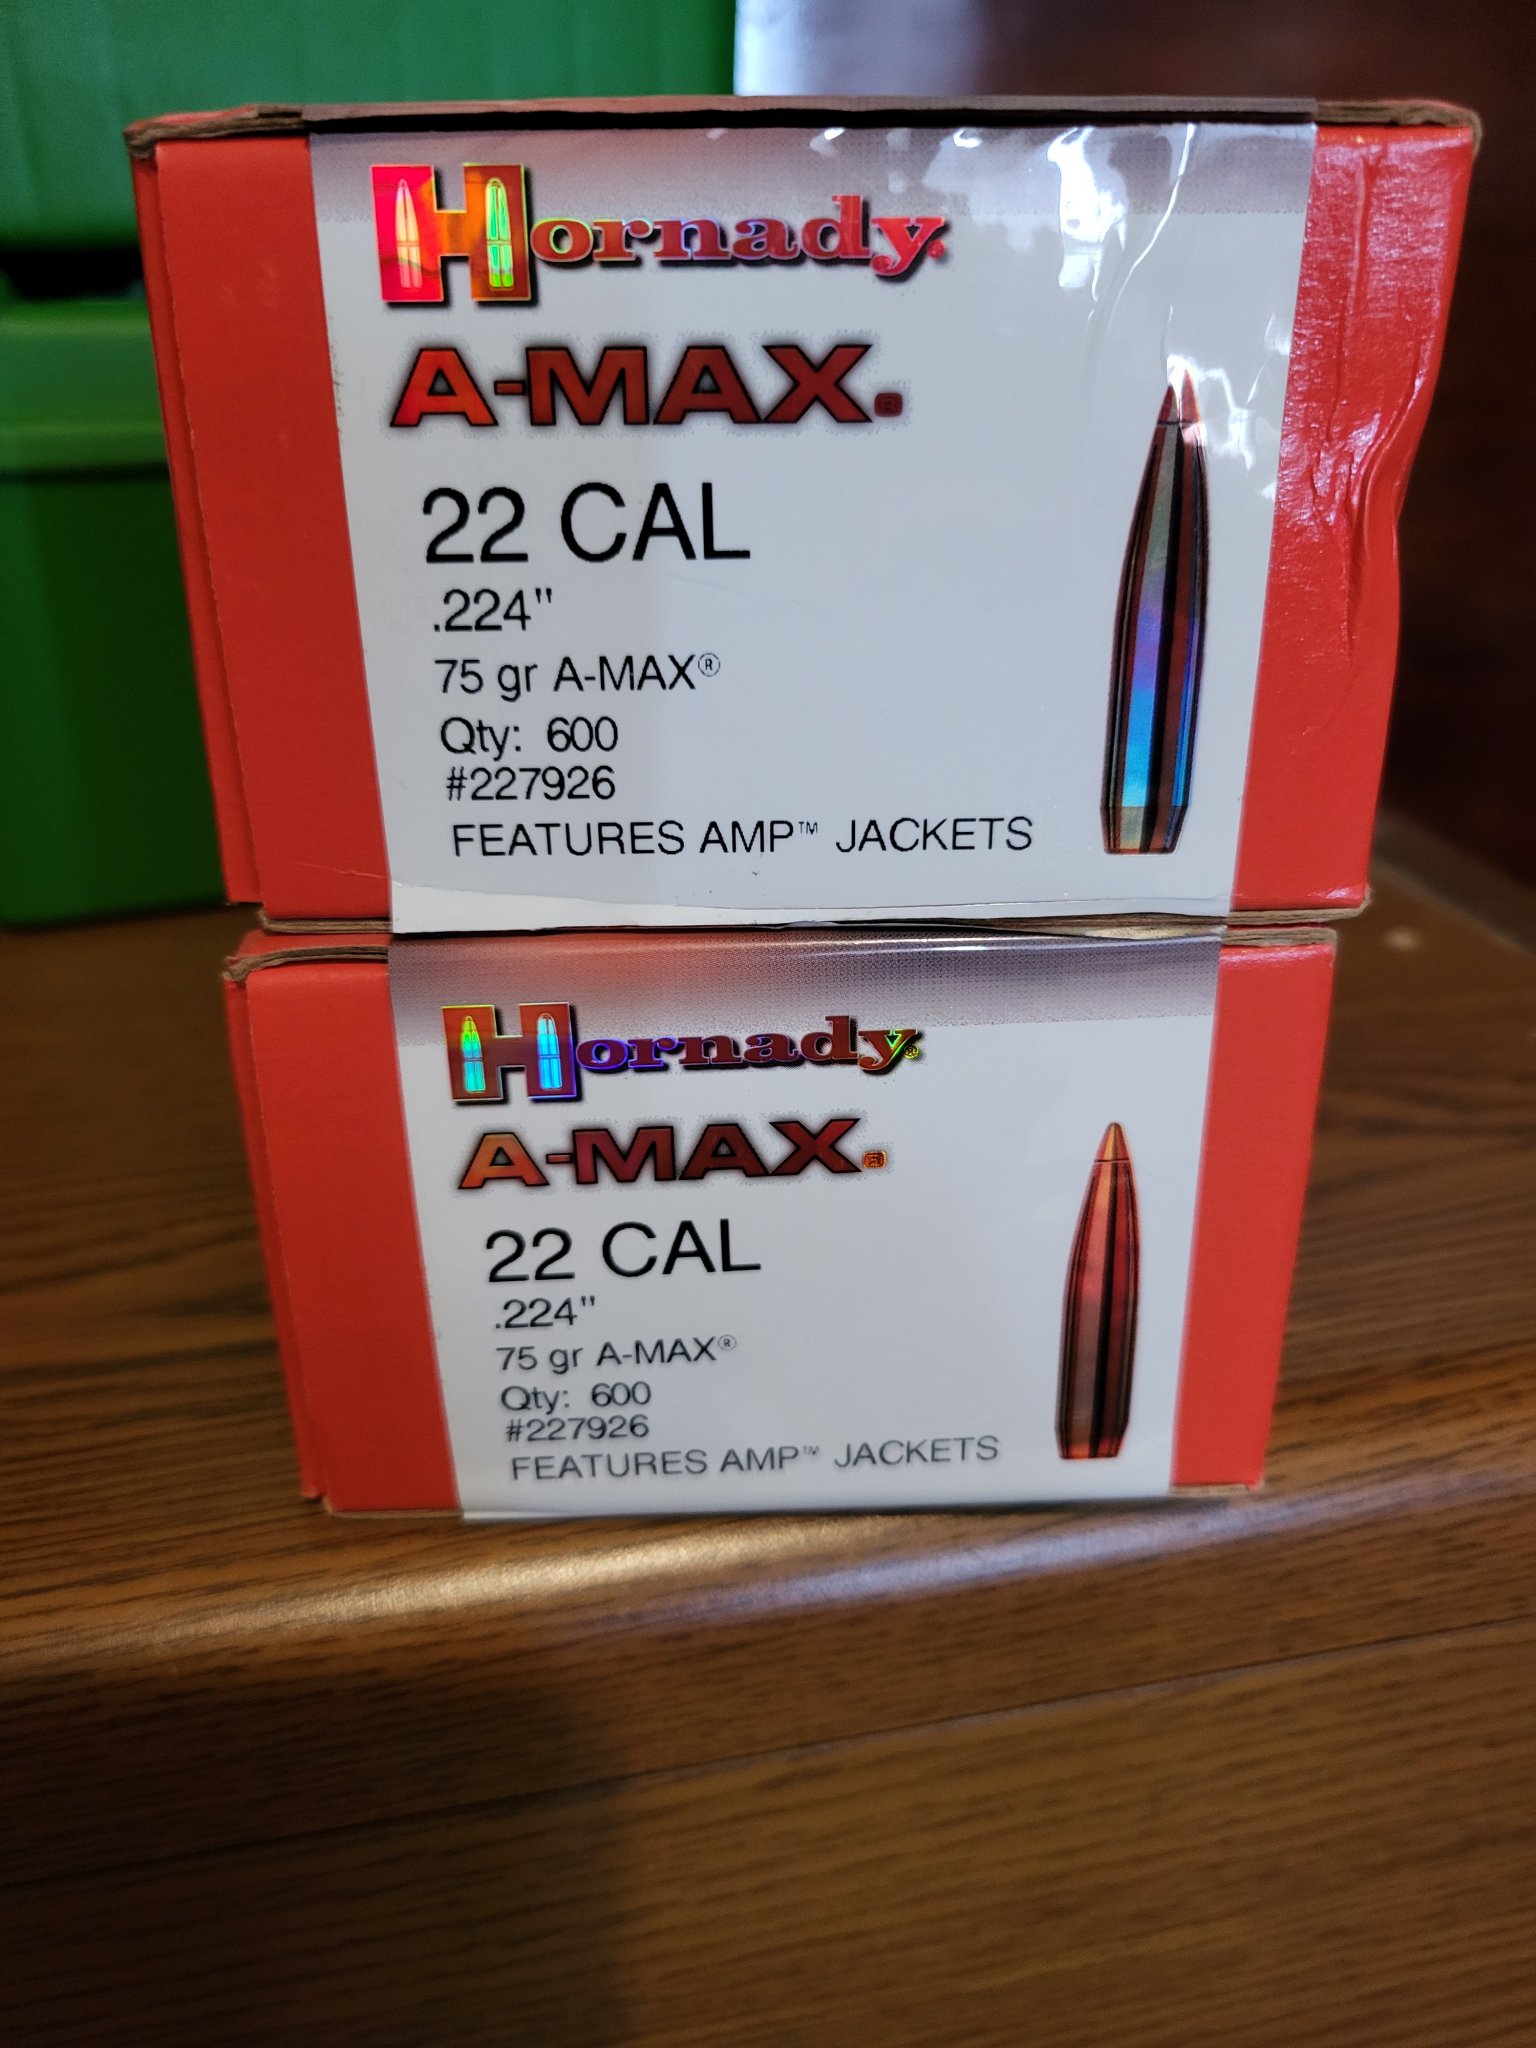 Hornady
A-MAX®
22 CAL
.224"
75 gr A-MAX®
Qty: 600
#227926
FEATURES AMP™ JACKETS
Hornady®
A-MAX®
22 CAL
.224"
75 gr A-MAX®
Qty: 600
#227926
FEATURES AMP™ JACKETS